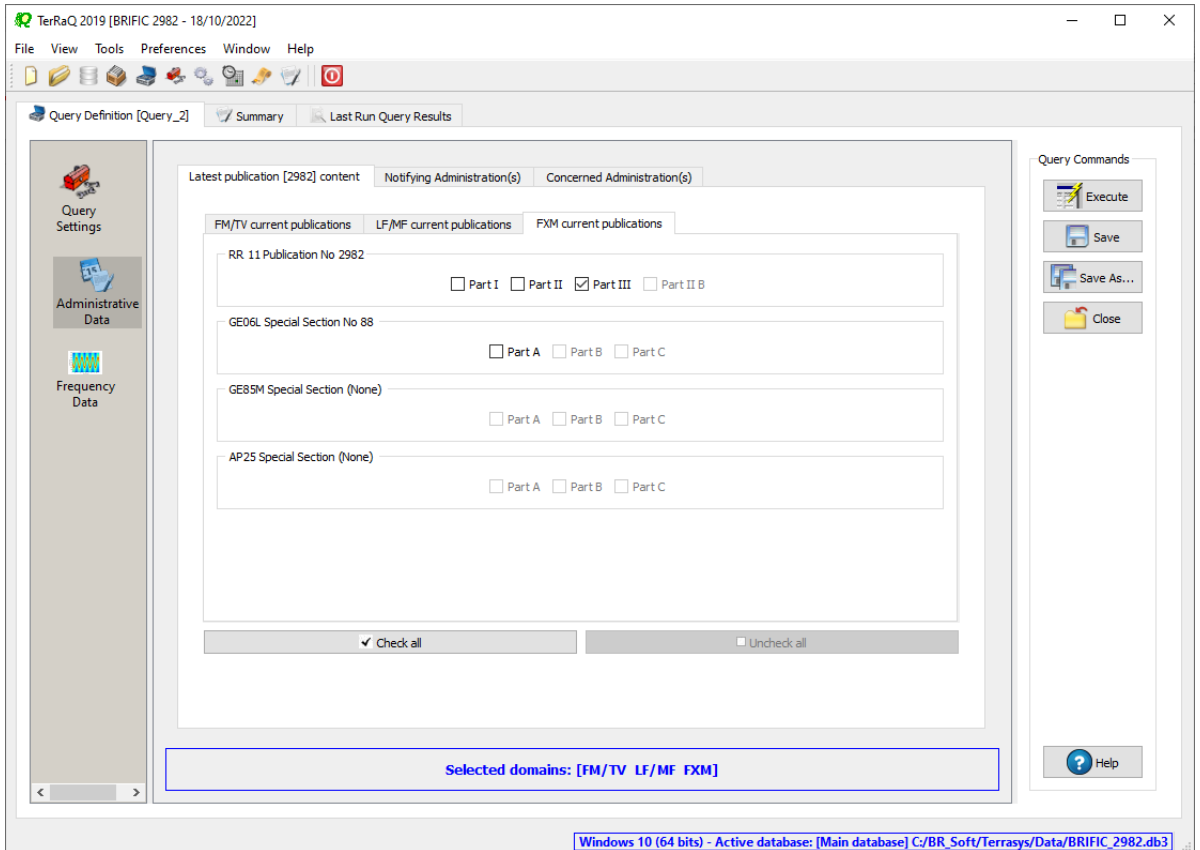 TerRaQ 2019 [BRIFIC 2982 - 18/10/2022]
File View Tools Preferences Window Help
Query Definition [Query_2] Summary Last Run Query Results
Query Settings
Administrative Data
Frequency Data
Latest publication [2982] content Notifying Administration(s) Concerned Administration(s)
FM/TV current publications LF/MF current publications FXM current publications
RR 11 Publication No 2982
Part I Part II Part III Part II B
GE06L Special Section No 88
Part A Part B Part C
GE85M Special Section (None)
Part A Part B Part C
AP25 Special Section (None)
Part A Part B Part C
Check all Uncheck all
Selected domains: [FM/TV LF/MF FXM]
Query Commands
Execute
Save
Save As...
Close
Help
Windows 10 (64 bits) - Active database: [Main database] C:/BR_Soft/Terrasys/Data/BRIFIC_2982.db3